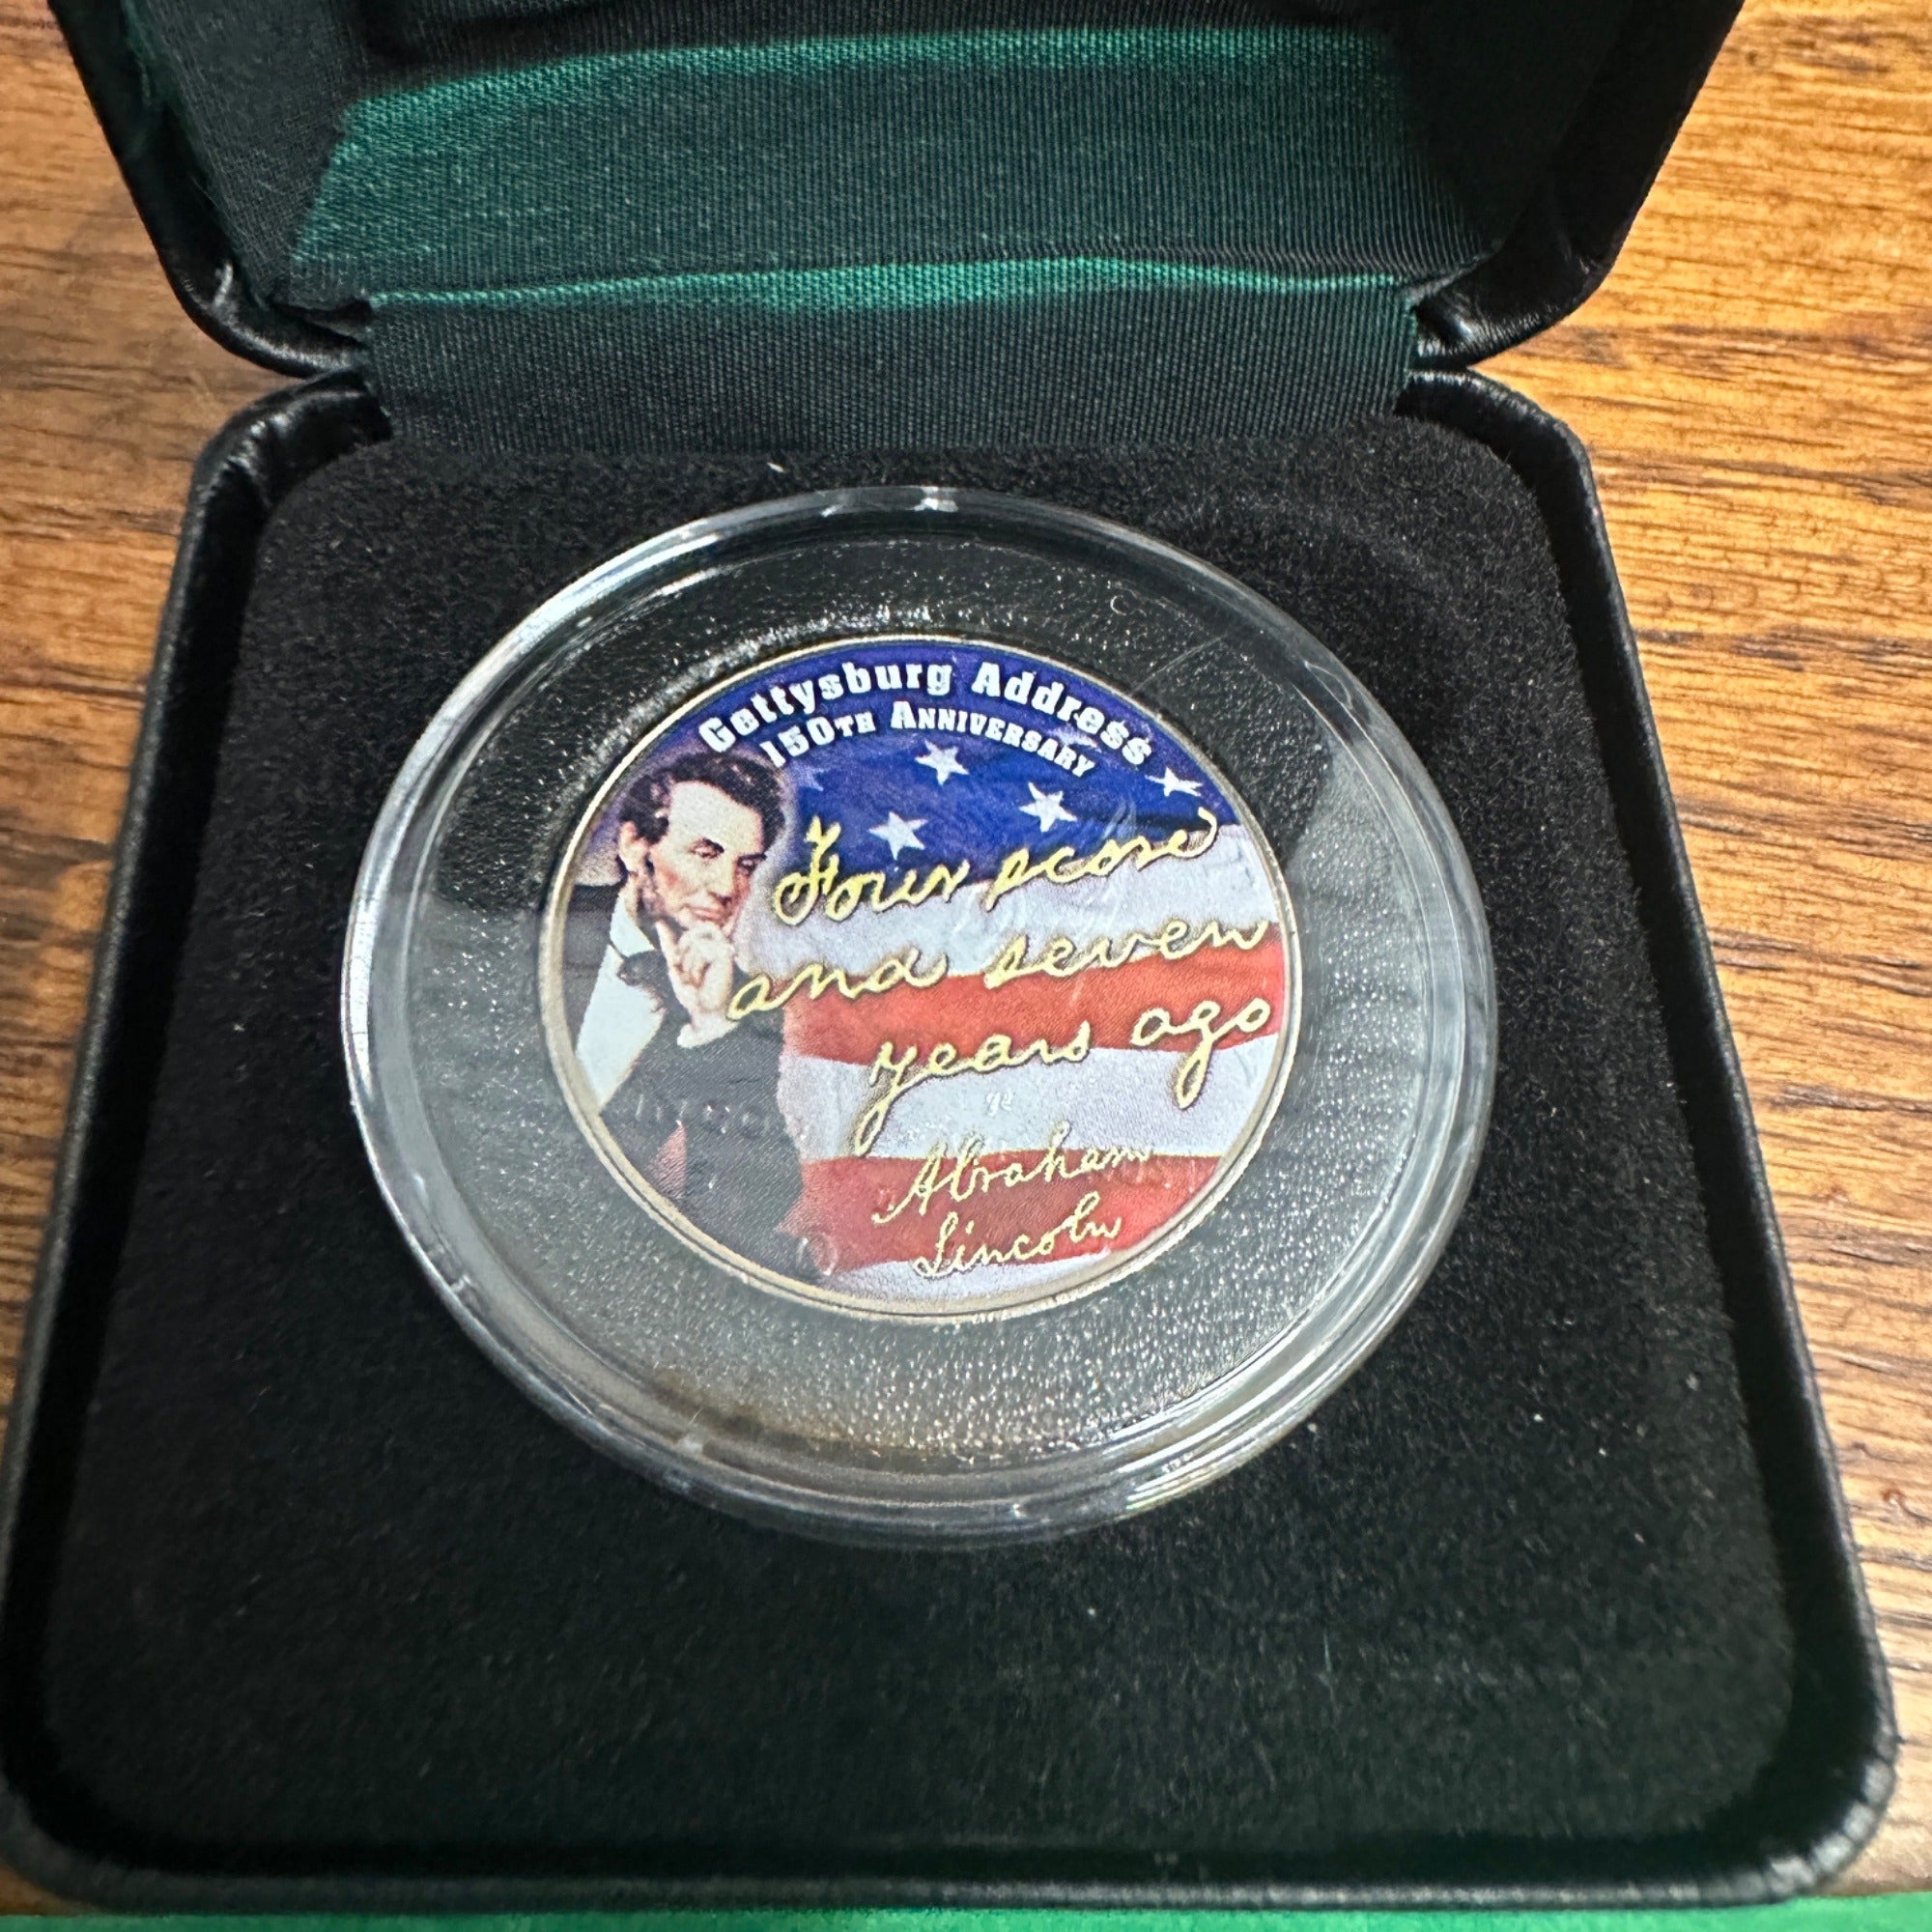 Gettysburg Address
150TH ANNIVERSARY
Four score
and seven
years ago
Abraham
Lincoln